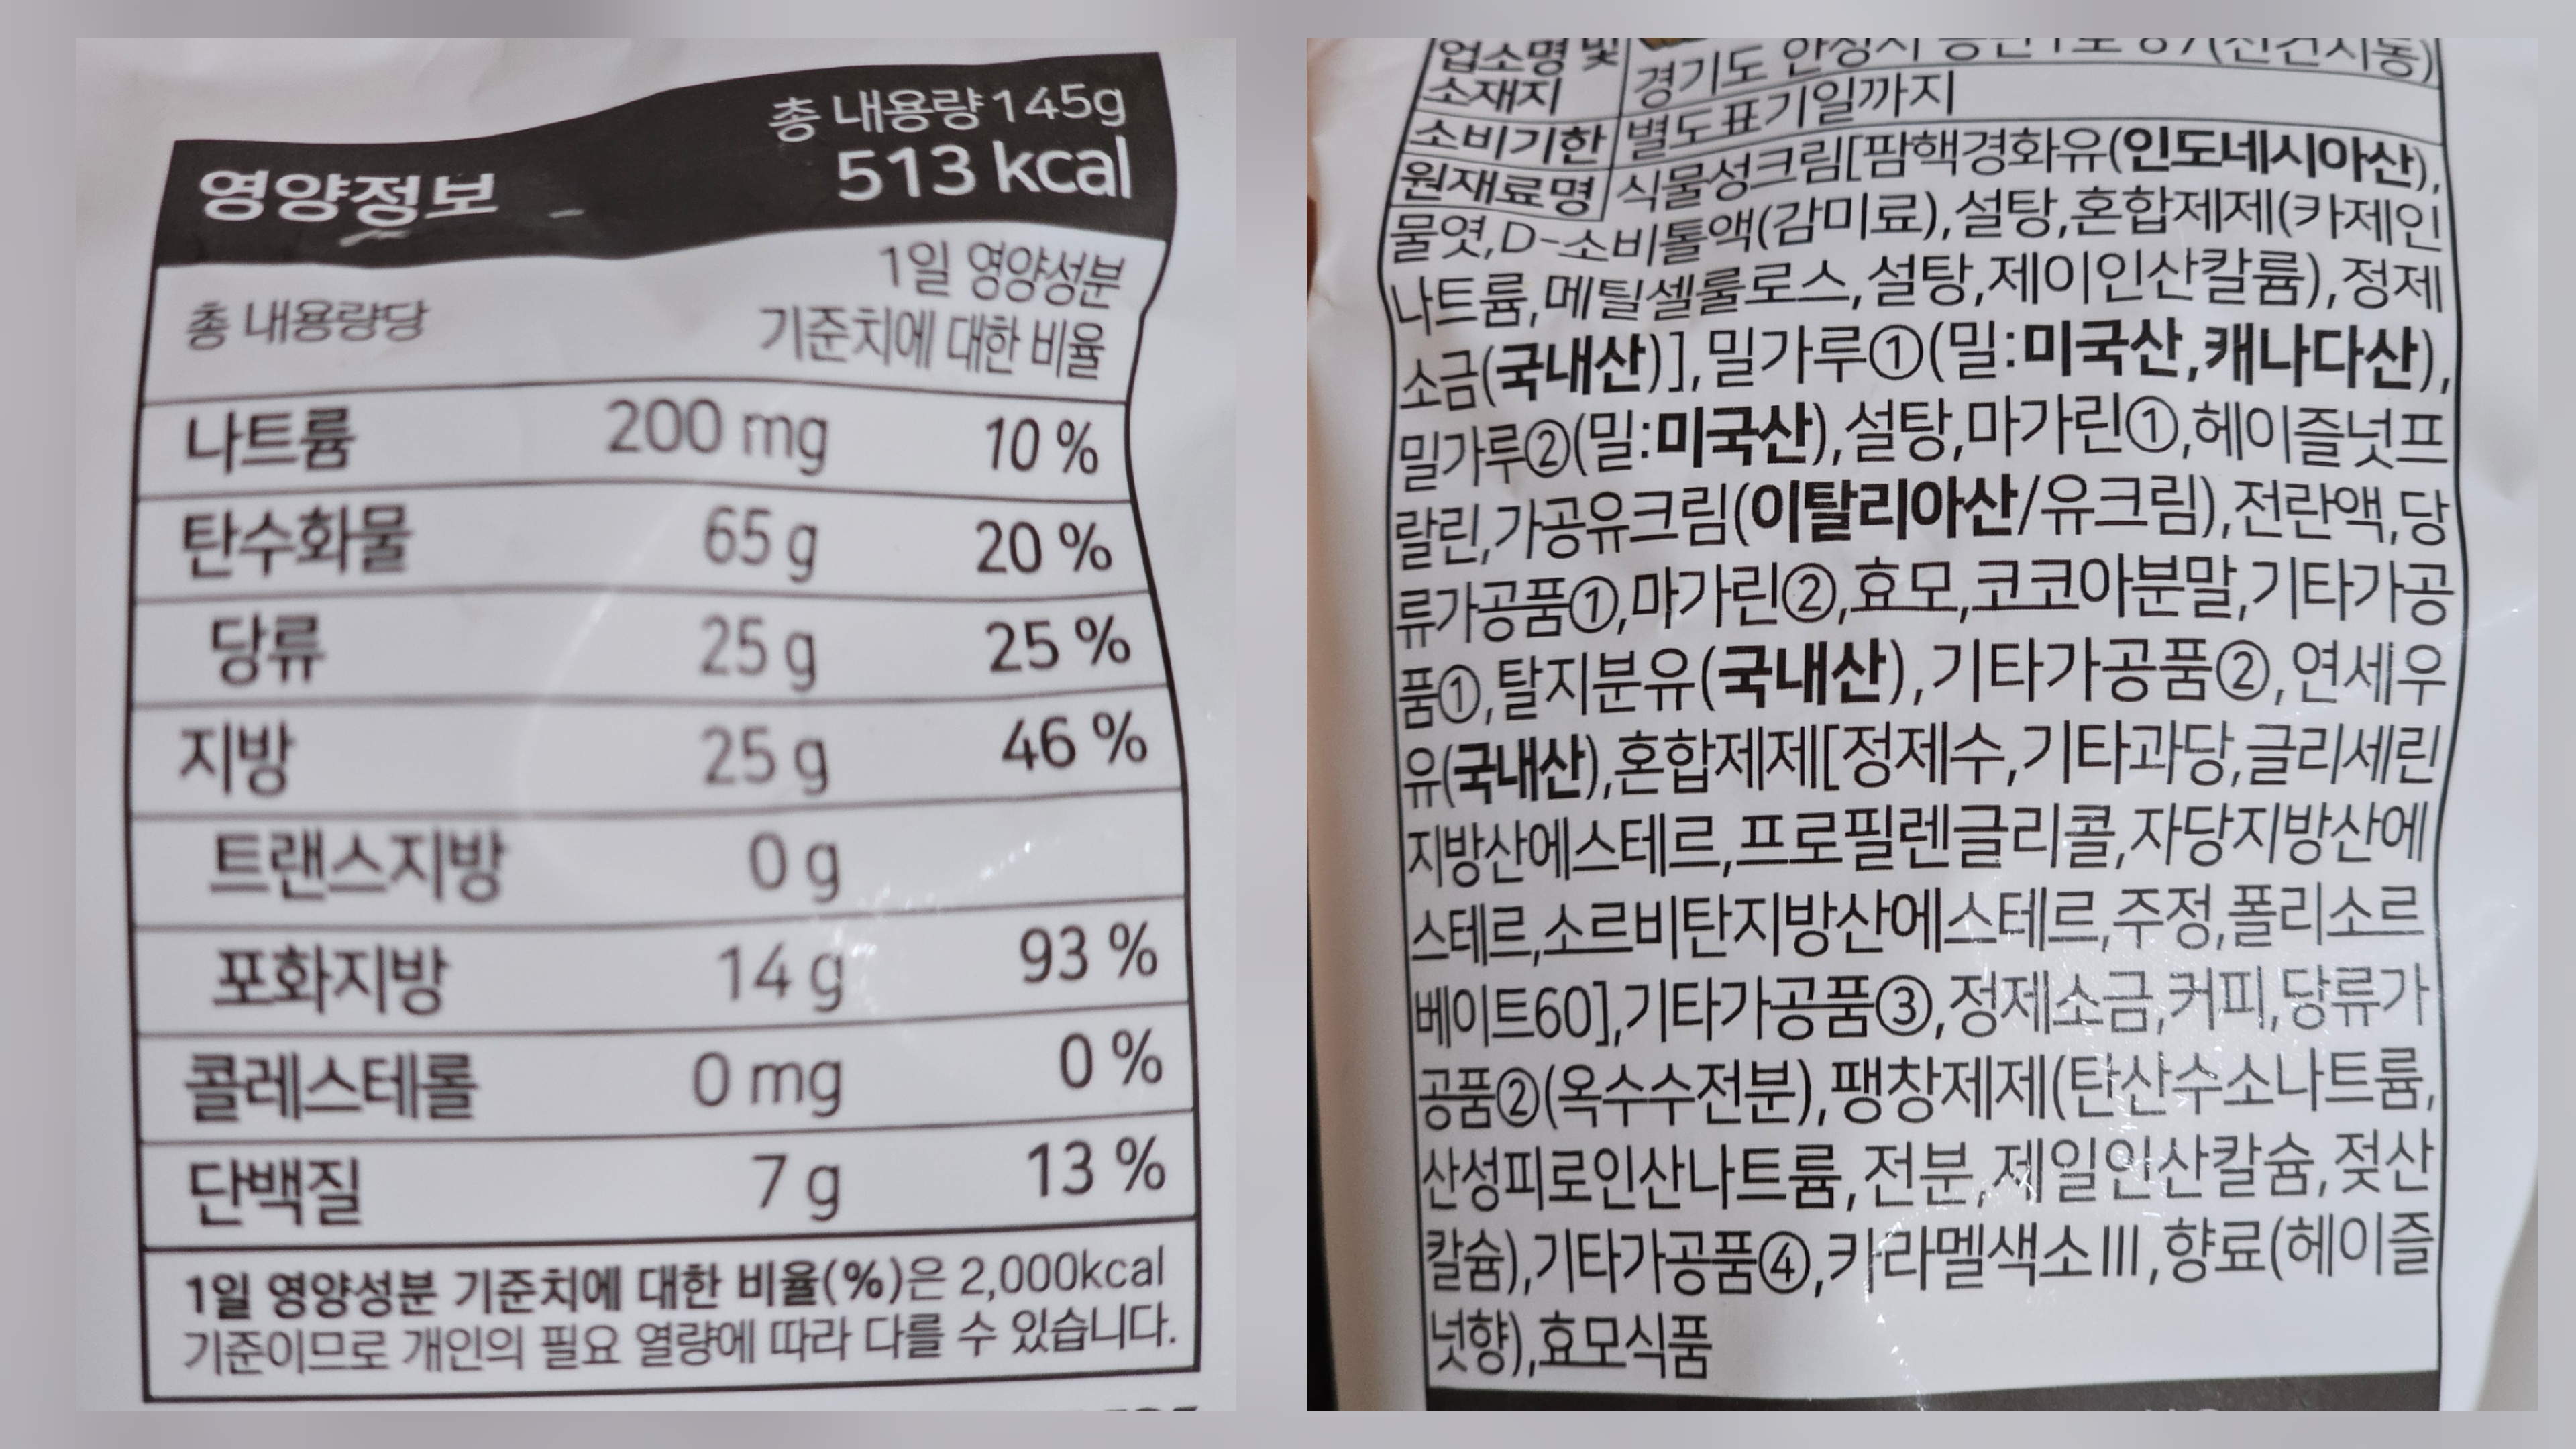 총 내용량 145g
영양정보 513 kcal
1일 영양성분
총 내용량당 기준치에 대한 비율
나트륨 200 mg 10 %
탄수화물 65 g 20 %
당류 25 g 25 %
지방 25 g 46 %
트랜스지방 0 g
포화지방 14 g 93 %
콜레스테롤 0 mg 0 %
단백질 7 g 13 %
1일 영양성분 기준치에 대한 비율(%)은 2,000kcal
기준이므로 개인의 필요 열량에 따라 다를 수 있습니다.
업소명 및
소재지 경기도 안성시
소비기한 별도표기일까지
원재료명 식물성크림[팜핵경화유(인도네시아산),
물엿,D-소비톨액(감미료),설탕,혼합제제(카제인
나트륨,메틸셀룰로스,설탕,제이인산칼륨),정제
소금(국내산)],밀가루①(밀:미국산,캐나다산),
밀가루②(밀:미국산),설탕,마가린①,헤이즐넛프
랄린,가공유크림(이탈리아산/유크림),전란액,당
류가공품①,마가린②,효모,코코아분말,기타가공
품①,탈지분유(국내산),기타가공품②,연세우
유(국내산),혼합제제[정제수,기타과당,글리세린
지방산에스테르,프로필렌글리콜,자당지방산에
스테르,소르비탄지방산에스테르,주정,폴리소르
베이트60],기타가공품③,정제소금,커피,당류가
공품②(옥수수전분),팽창제제(탄산수소나트륨,
산성피로인산나트륨,전분,제일인산칼슘,젖산
칼슘),기타가공품④,카라멜색소III,향료(헤이즐
넛향),효모식품